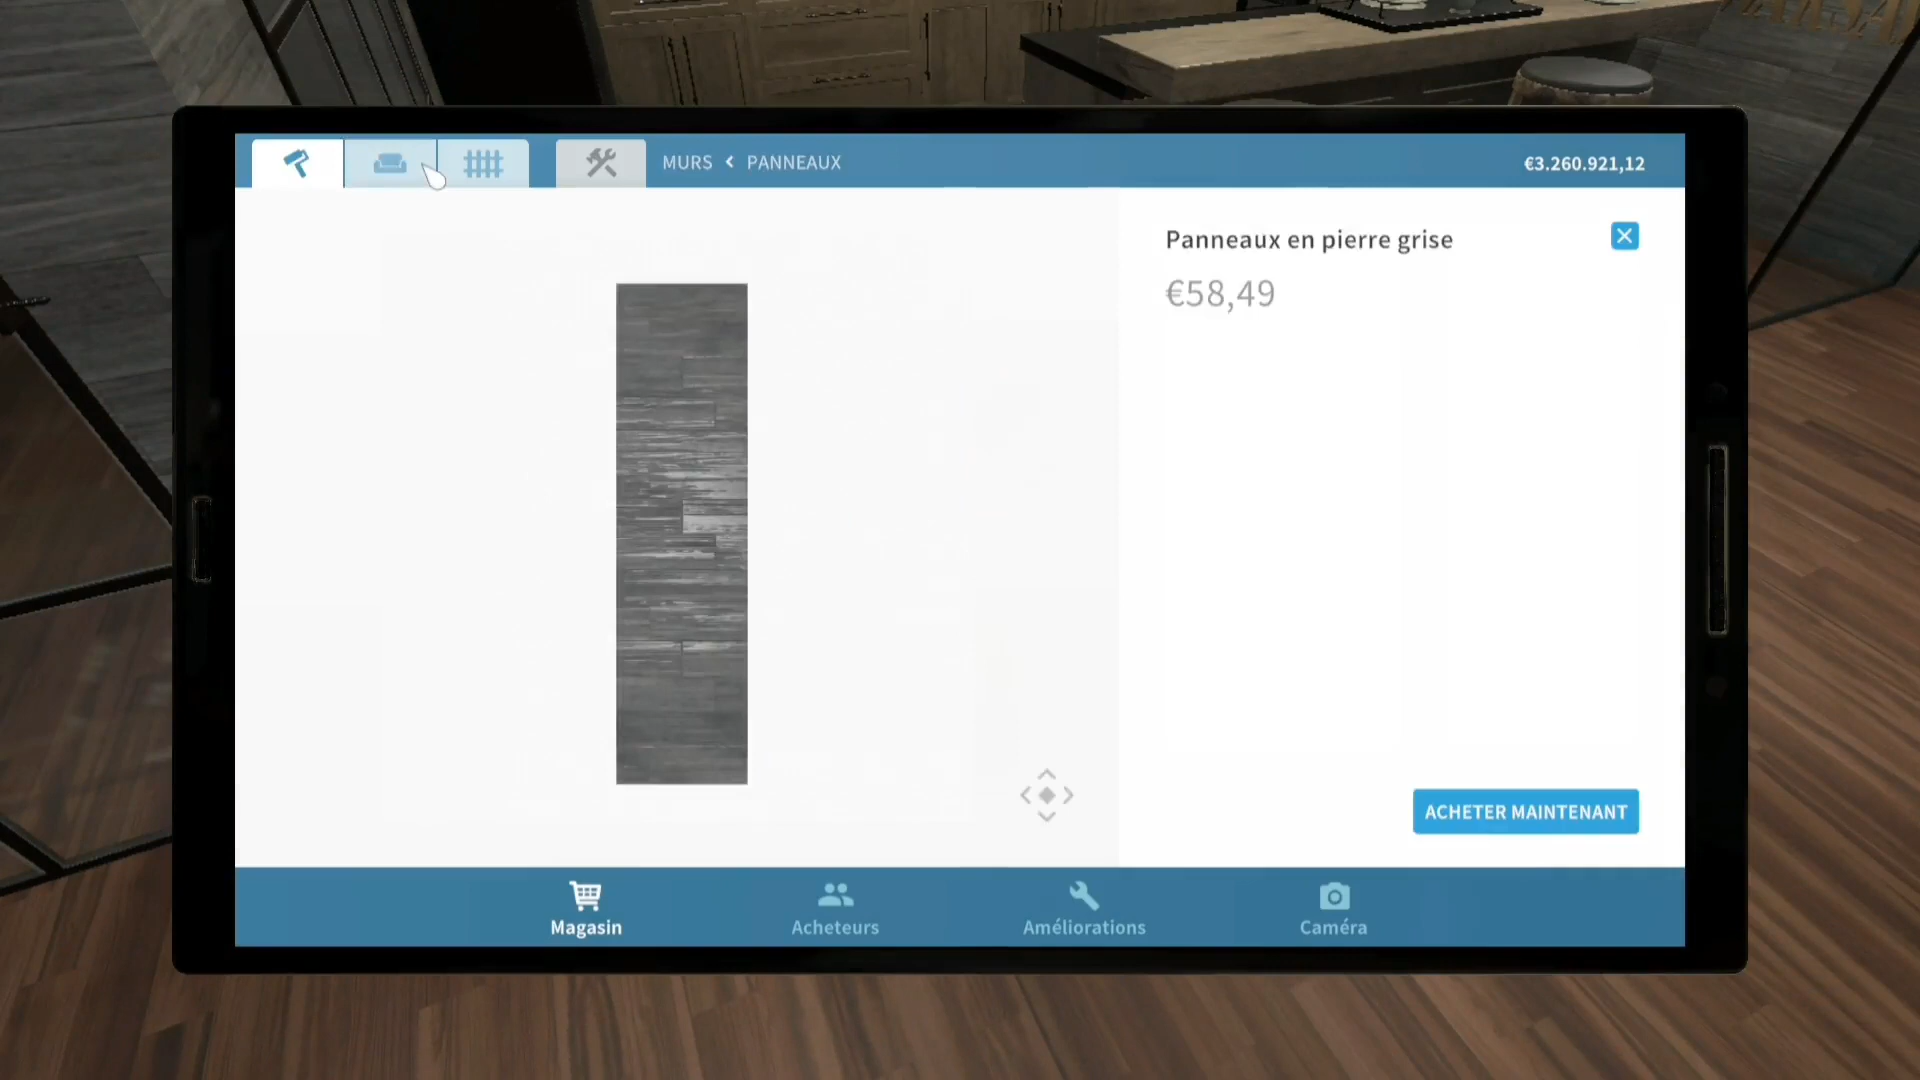 MURS < PANNEAUX
€3.260.921,12
Panneaux en pierre grise
€58,49
ACHETER MAINTENANT
Magasin
Acheteurs
Améliorations
Caméra